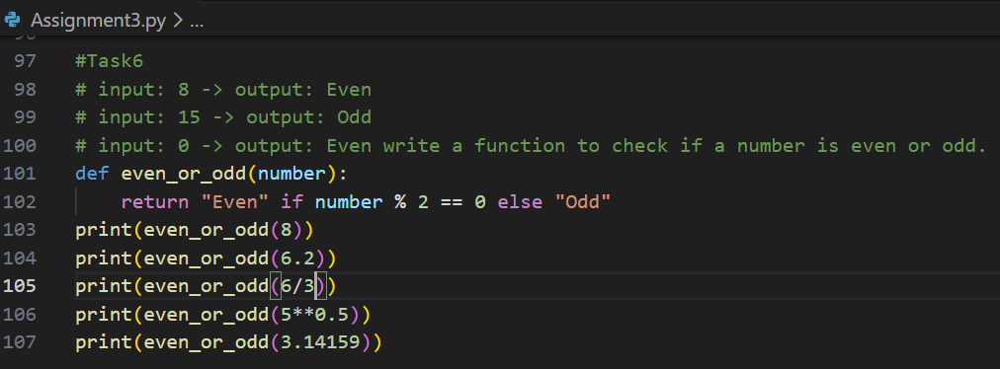 Assignment3.py > ...
97 #Task6
98 # input: 8 -> output: Even
99 # input: 15 -> output: Odd
100 # input: 0 -> output: Even write a function to check if a number is even or odd.
101 def even_or_odd(number):
102     return "Even" if number % 2 == 0 else "Odd"
103 print(even_or_odd(8))
104 print(even_or_odd(6.2))
105 print(even_or_odd(6/3))
106 print(even_or_odd(5**0.5))
107 print(even_or_odd(3.14159))